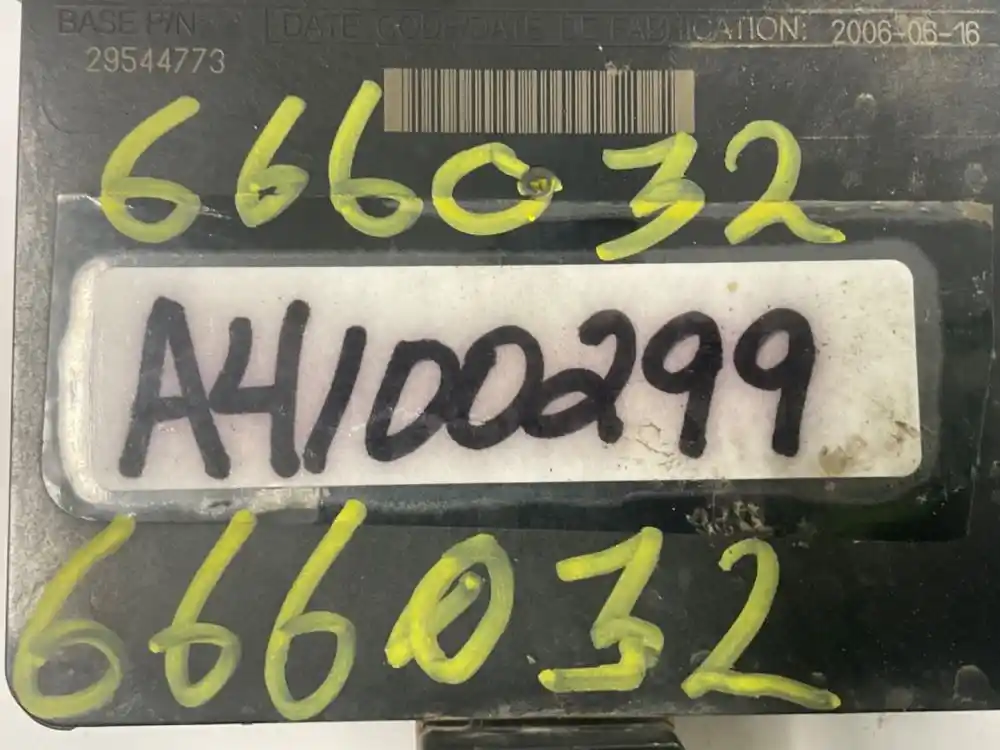 BASE P/N
DATE CODE/DATE DE FABRICATION: 2006-06-16
29544773
666032
A4100299
666032